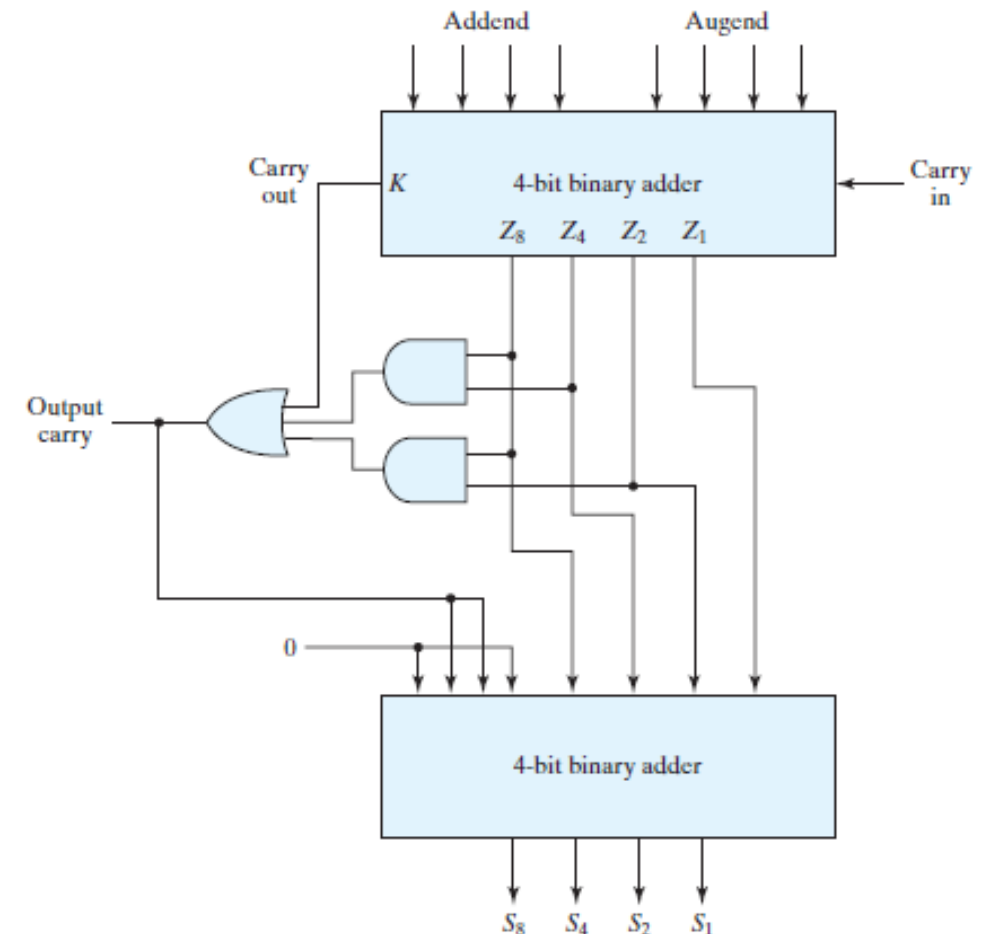 Addend Augend
Carry out
K 4-bit binary adder
Carry in
Z₈ Z₄ Z₂ Z₁
Output carry
0
4-bit binary adder
S₈ S₄ S₂ S₁